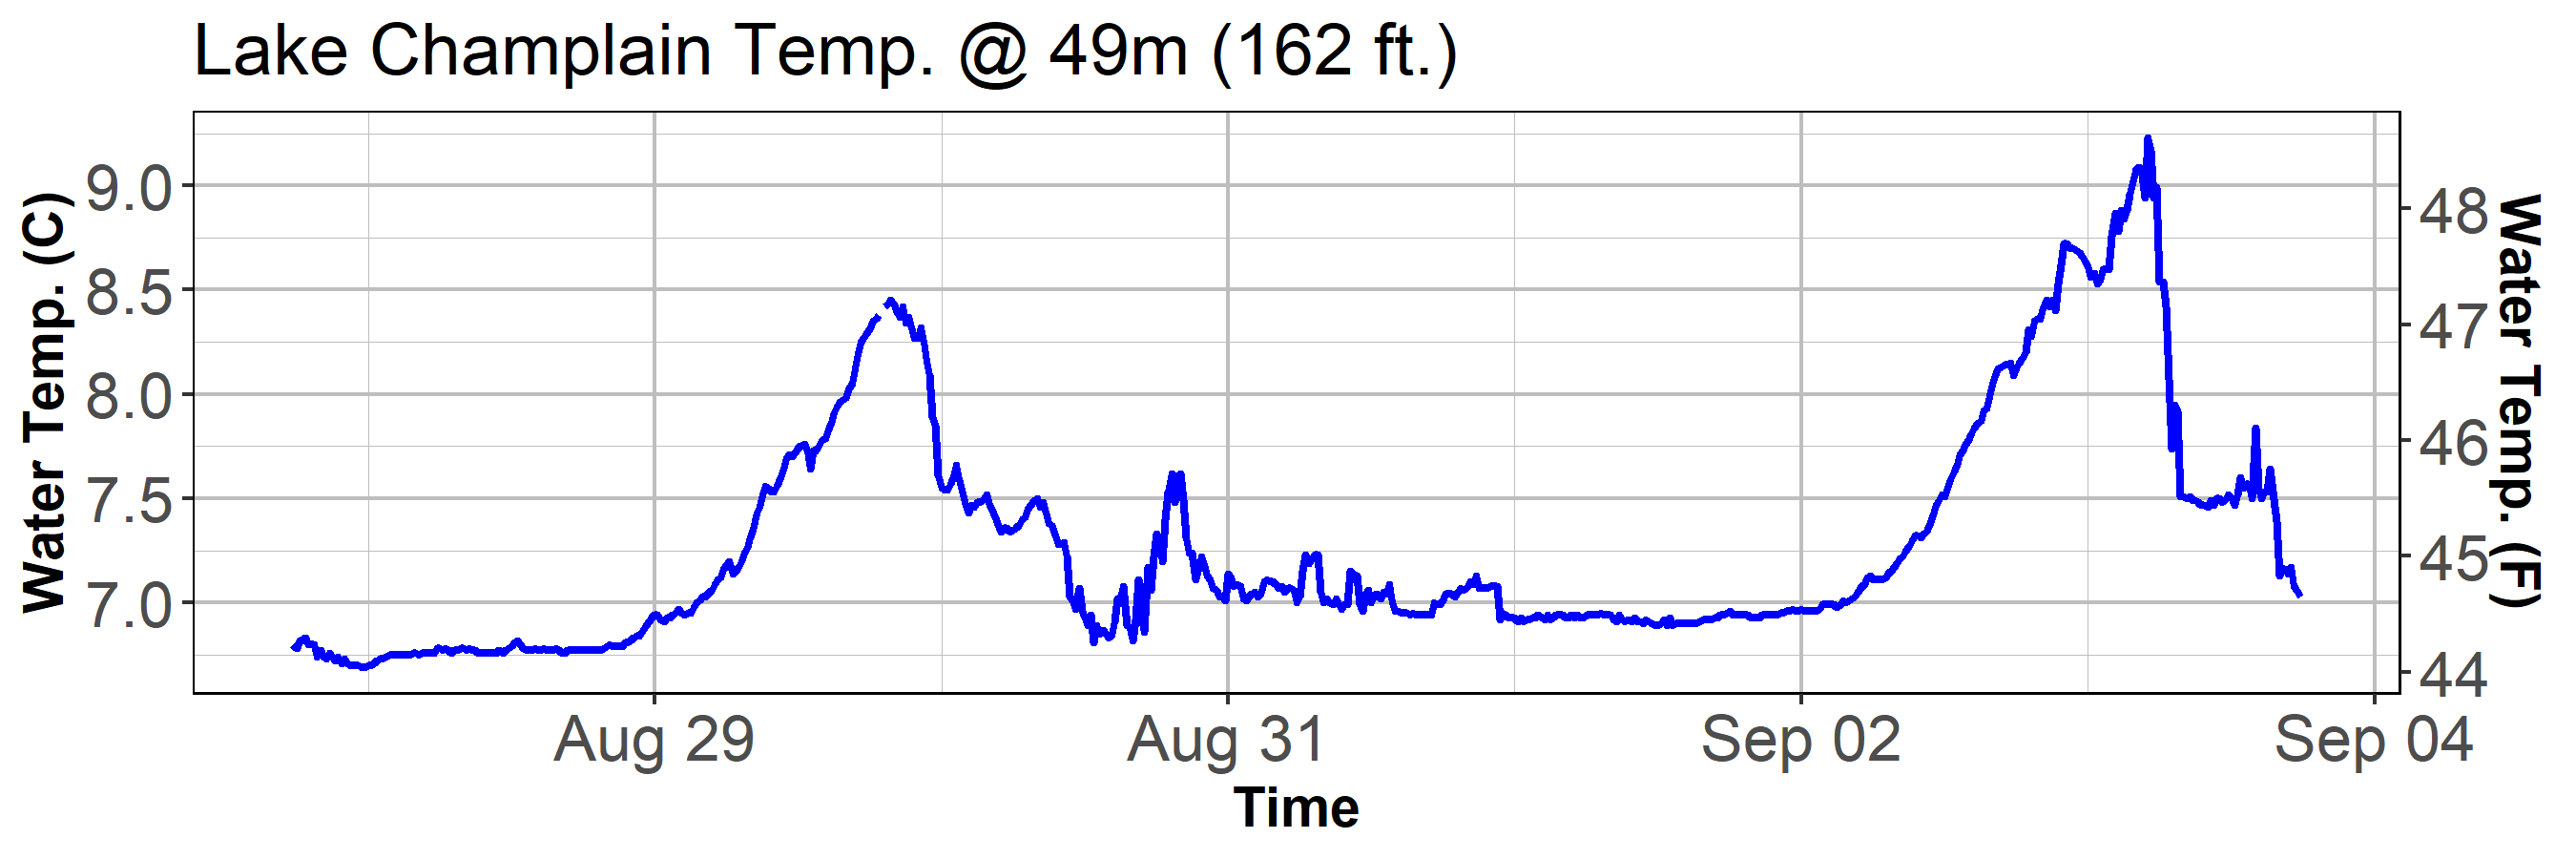 Lake Champlain Temp. @ 49m (162 ft.)
Water Temp. (C)
9.0
8.5
8.0
7.5
7.0
48
47
46
45
44
Water Temp. (F)
Aug 29
Aug 31
Sep 02
Sep 04
Time